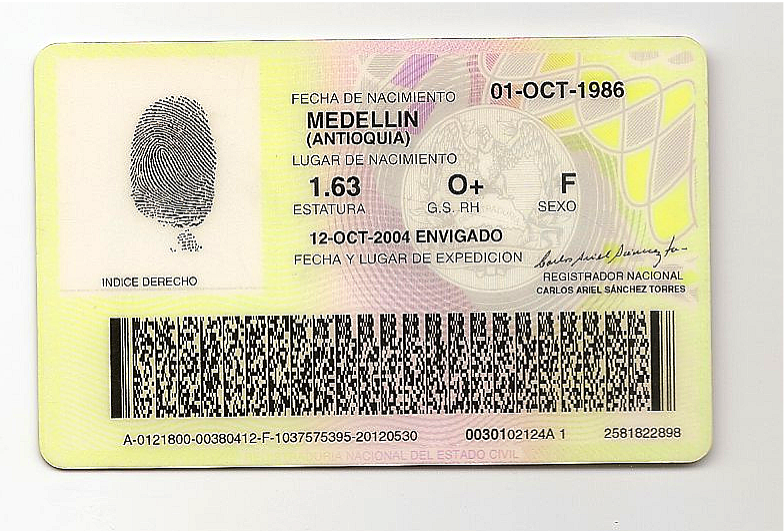 FECHA DE NACIMIENTO 01-OCT-1986
MEDELLIN
(ANTIOQUIA)
LUGAR DE NACIMIENTO
1.63 O+ F
ESTATURA G.S. RH SEXO
12-OCT-2004 ENVIGADO
FECHA Y LUGAR DE EXPEDICION
INDICE DERECHO
REGISTRADOR NACIONAL
CARLOS ARIEL SÁNCHEZ TORRES
A-0121800-00380412-F-1037575395-20120530 0030102124A 1 2581822898
NACIONAL DEL ESTADO CIVIL